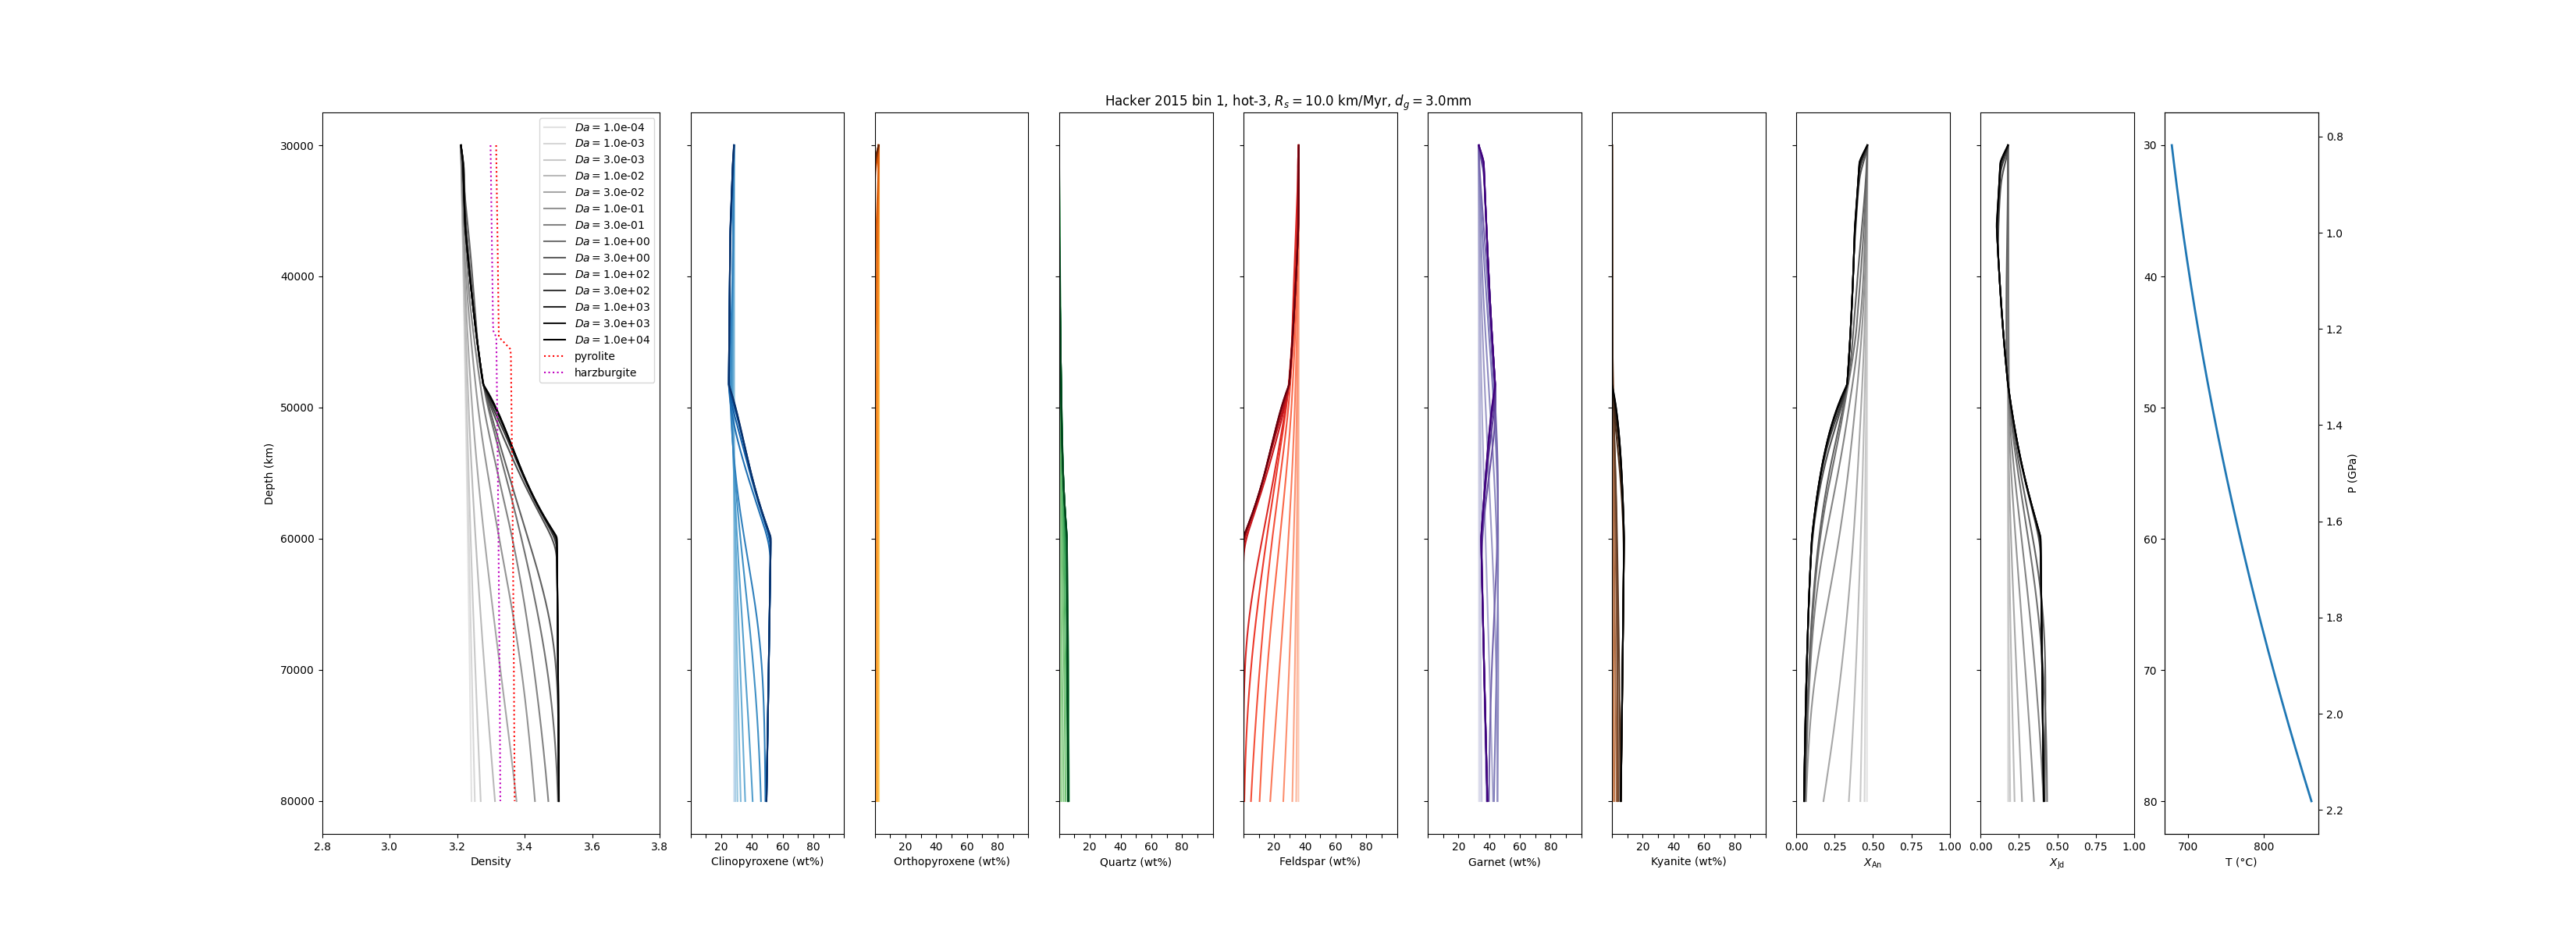 Hacker 2015 bin 1, hot-3, $R_s = 10.0$ km/Myr, $d_g = 3.0$mm
Da = 1.0e-04
Da = 1.0e-03
Da = 3.0e-03
Da = 1.0e-02
Da = 3.0e-02
Da = 1.0e-01
Da = 3.0e-01
Da = 1.0e+00
Da = 3.0e+00
Da = 1.0e+02
Da = 3.0e+02
Da = 1.0e+03
Da = 3.0e+03
Da = 1.0e+04
pyrolite
harzburgite
Depth (km)
30000
40000
50000
60000
70000
80000
2.8 3.0 3.2 3.4 3.6 3.8
Density
20 40 60 80
Clinopyroxene (wt%)
20 40 60 80
Orthopyroxene (wt%)
20 40 60 80
Quartz (wt%)
20 40 60 80
Feldspar (wt%)
20 40 60 80
Garnet (wt%)
20 40 60 80
Kyanite (wt%)
0.00 0.25 0.50 0.75 1.00
$X_{An}$
0.00 0.25 0.50 0.75 1.00
$X_{Jd}$
30
40
50
60
70
80
700 800
T (°C)
0.8
1.0
1.2
1.4
1.6
1.8
2.0
2.2
P (GPa)